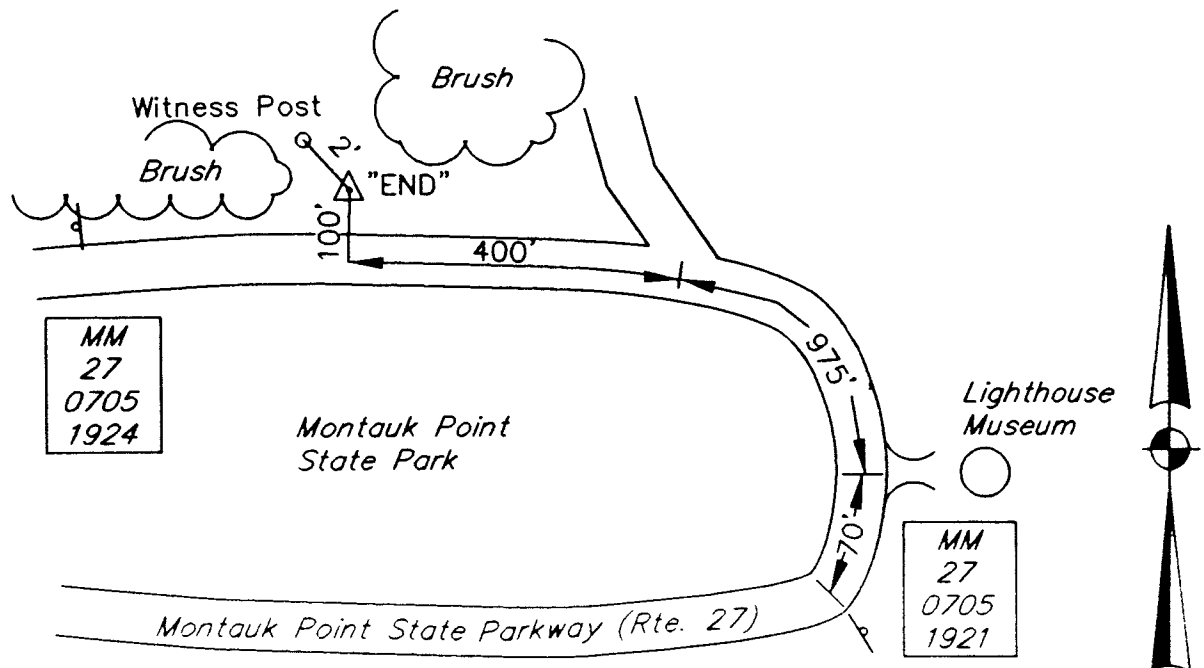 Brush
Witness Post
2'
Brush
"END"
100'
400'
975'
MM
27
0705
1924
Montauk Point
State Park
Lighthouse
Museum
70'
MM
27
0705
1921
Montauk Point State Parkway (Rte. 27)